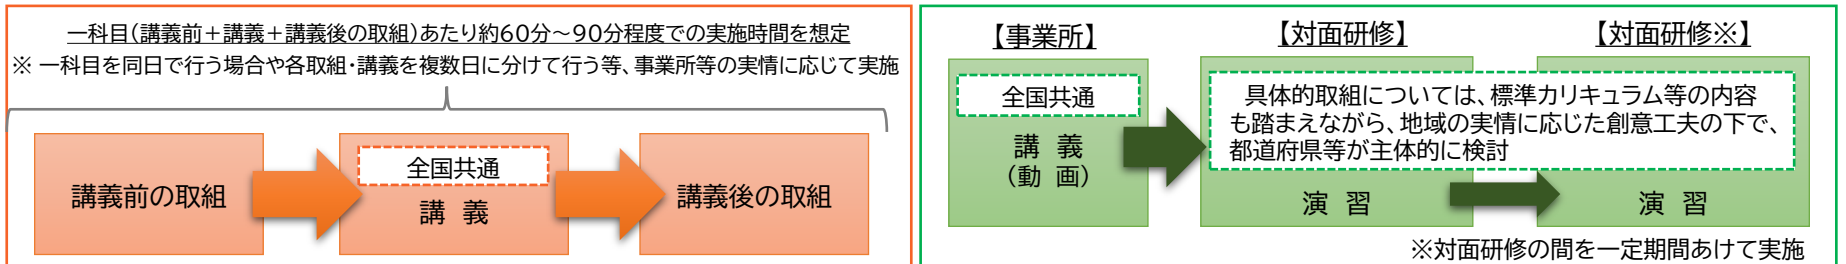 一科目(講義前+講義+講義後の取組)あたり約60分~90分程度での実施時間を想定
※ 一科目を同日で行う場合や各取組・講義を複数日に分けて行う等、事業所等の実情に応じて実施
講義前の取組
全国共通
講 義
講義後の取組
【事業所】
全国共通
講 義
(動 画)
【対面研修】
【対面研修※】
具体的取組については、標準カリキュラム等の内容
も踏まえながら、地域の実情に応じた創意工夫の下で、
都道府県等が主体的に検討
演 習
演 習
※対面研修の間を一定期間あけて実施